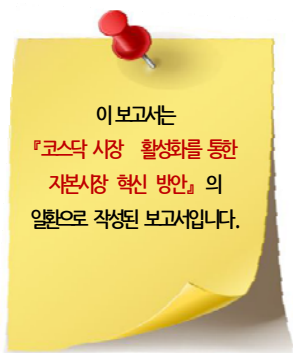 이 보고서는
『코스닥 시장 활성화를 통한
자본시장 혁신 방안』의
일환으로 작성된 보고서입니다.